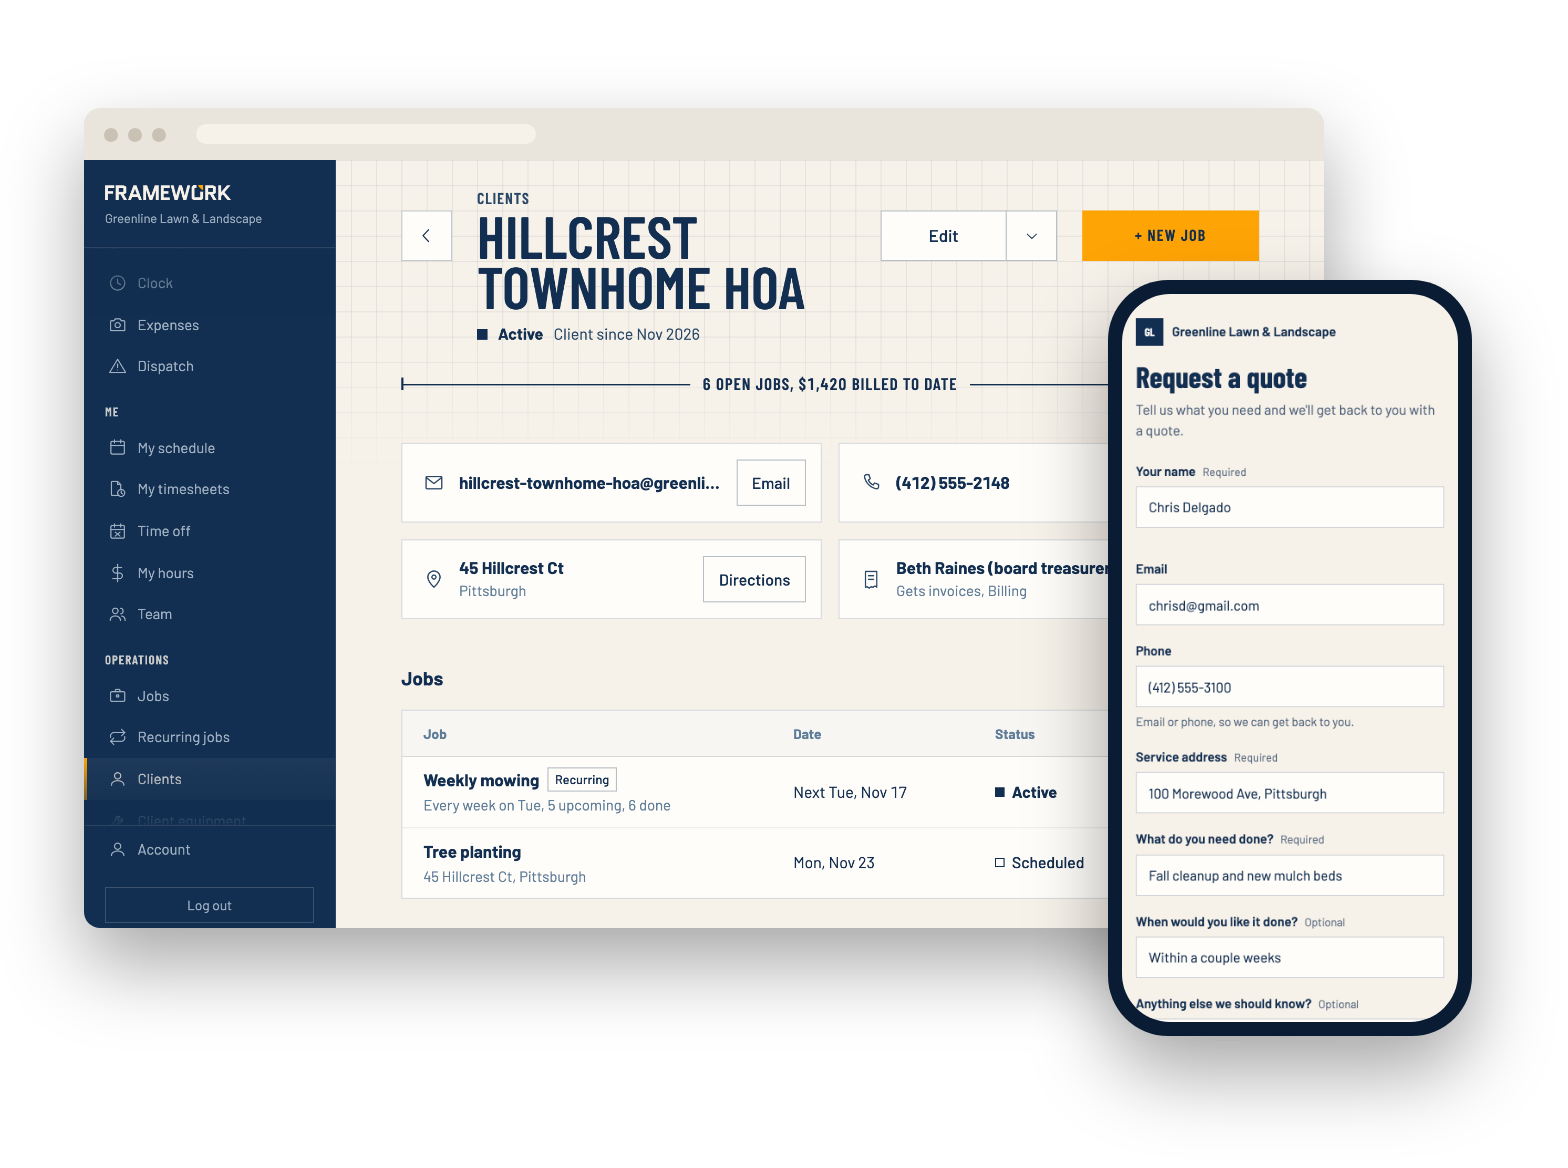 FRAMEWORK
Greenline Lawn & Landscape
Clock
Expenses
Dispatch
ME
My schedule
My timesheets
Time off
My hours
Team
OPERATIONS
Jobs
Recurring jobs
Clients
Client equipment
Account
Log out
CLIENTS
HILLCREST
TOWNHOME HOA
Active Client since Nov 2026
Edit
+ NEW JOB
6 OPEN JOBS, $1,420 BILLED TO DATE
hillcrest-townhome-hoa@greenli...
Email
(412) 555-2148
45 Hillcrest Ct
Pittsburgh
Directions
Beth Raines (board treasurer
Gets invoices, Billing
Jobs
Job Date Status
Weekly mowing Recurring
Every week on Tue, 5 upcoming, 6 done
Next Tue, Nov 17
Active
Tree planting
45 Hillcrest Ct, Pittsburgh
Mon, Nov 23
Scheduled
GL Greenline Lawn & Landscape
Request a quote
Tell us what you need and we'll get back to you with
a quote.
Your name Required
Chris Delgado
Email
chrisd@gmail.com
Phone
(412) 555-3100
Email or phone, so we can get back to you.
Service address Required
100 Morewood Ave, Pittsburgh
What do you need done? Required
Fall cleanup and new mulch beds
When would you like it done? Optional
Within a couple weeks
Anything else we should know? Optional